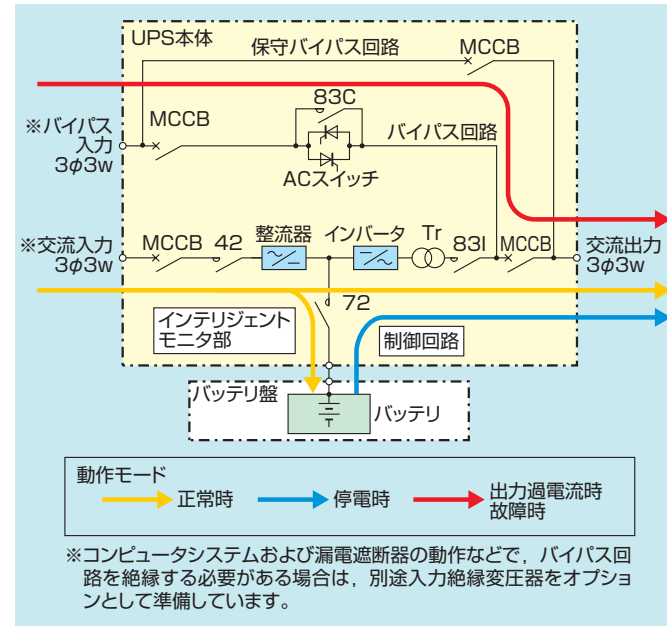 UPS本体
保守バイパス回路
MCCB
83C
MCCB
※バイパス
入力
3φ3w
バイパス回路
ACスイッチ
※交流入力
3φ3w
MCCB
42
整流器
インバータ
Tr
83I
MCCB
交流出力
3φ3w
72
インテリジェント
モニタ部
制御回路
バッテリ盤
バッテリ
動作モード
正常時
停電時
出力過電流時
故障時
※コンピュータシステムおよび漏電遮断器の動作などで，バイパス回
路を絶縁する必要がある場合は，別途入力絶縁変圧器をオプショ
ンとして準備しています。